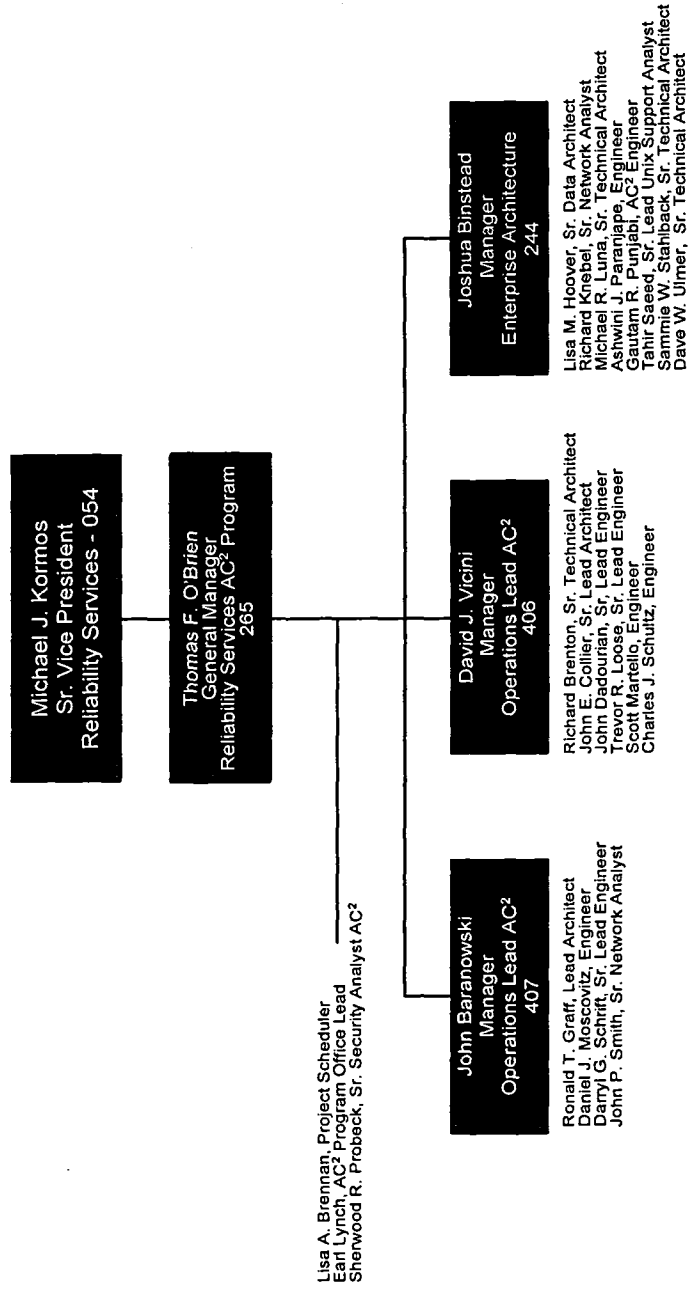 Michael J. Kormos
Sr. Vice President
Reliability Services - 054
Thomas F. O'Brien
General Manager
Reliability Services AC² Program
265
Lisa A. Brennan, Project Scheduler
Earl Lynch, AC² Program Office Lead
Sherwood R. Probeck, Sr. Security Analyst AC²
John Baranowski
Manager
Operations Lead AC²
407
Ronald T. Graff, Lead Architect
Daniel J. Moscovitz, Engineer
Darryl G. Schrift, Sr. Lead Engineer
John P. Smith, Sr. Network Analyst
David J. Vicini
Manager
Operations Lead AC²
406
Richard Brenton, Sr. Technical Architect
John E. Collier, Sr. Lead Architect
John Dadourian, Sr, Lead Engineer
Trevor R. Loose, Sr. Lead Engineer
Scott Martello, Engineer
Charles J. Schultz, Engineer
Joshua Binstead
Manager
Enterprise Architecture
244
Lisa M. Hoover, Sr. Data Architect
Richard Knebel, Sr. Network Analyst
Michael R. Luna, Sr. Technical Architect
Ashwini J. Paranjape, Engineer
Gautam R. Punjabi, AC² Engineer
Tahir Saeed, Sr. Lead Unix Support Analyst
Sammie W. Stahlback, Sr. Technical Architect
Dave W. Ulmer, Sr. Technical Architect